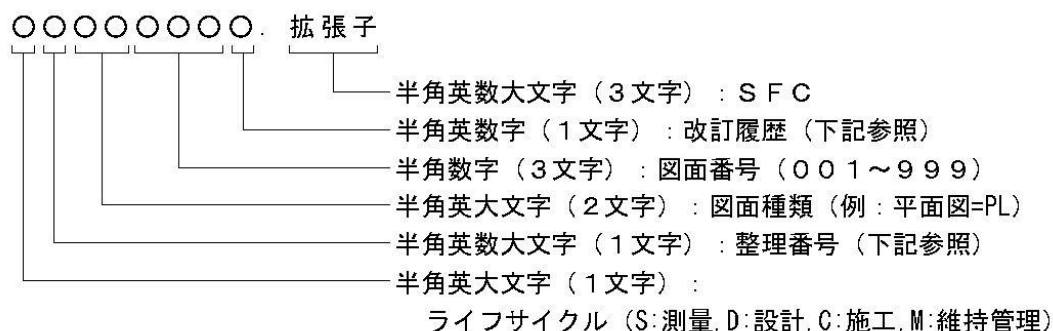 ○○○○○○○○. 拡張子
半角英数大文字（3文字）：ＳＦＣ
半角英数字（1文字）：改訂履歴（下記参照）
半角数字（3文字）：図面番号（００１～９９９）
半角英大文字（2文字）：図面種類（例：平面図=PL）
半角英数大文字（1文字）：整理番号（下記参照）
半角英大文字（1文字）：
ライフサイクル（S:測量,D:設計,C:施工,M:維持管理）